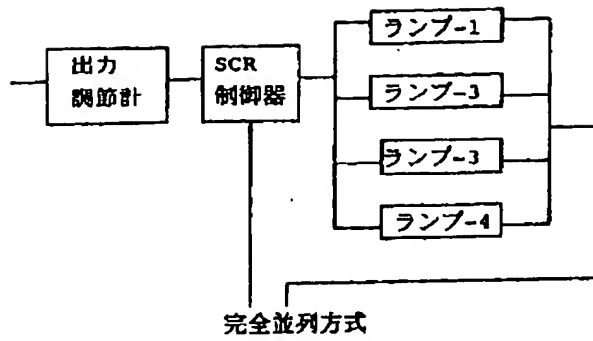 出力
調節計
SCR
制御器
ランプ-1
ランプ-3
ランプ-3
ランプ-4
完全並列方式